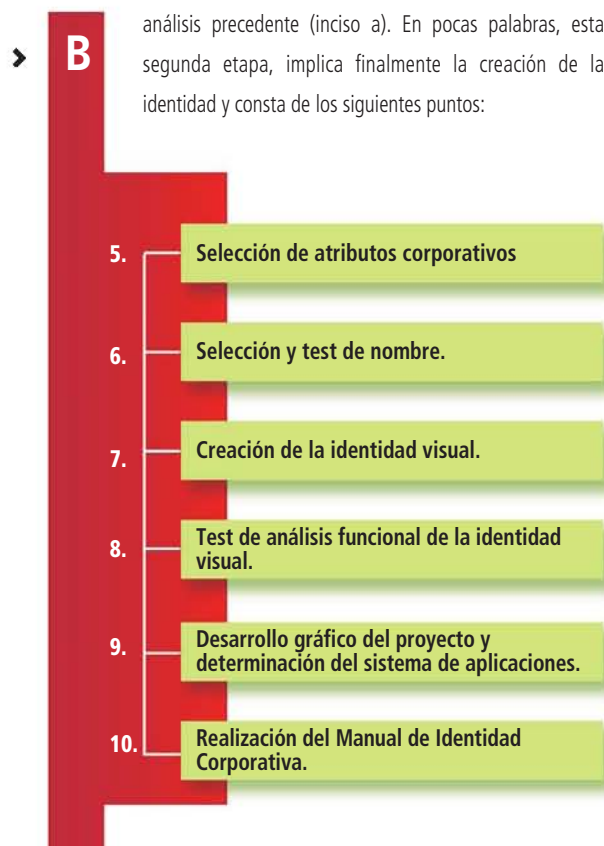 análisis precedente (inciso a). En pocas palabras, esta
B segunda etapa, implica finalmente la creación de la
identidad y consta de los siguientes puntos:
5. Selección de atributos corporativos
6. Selección y test de nombre.
7. Creación de la identidad visual.
8. Test de análisis funcional de la identidad
visual.
9. Desarrollo gráfico del proyecto y
determinación del sistema de aplicaciones.
10. Realización del Manual de Identidad
Corporativa.